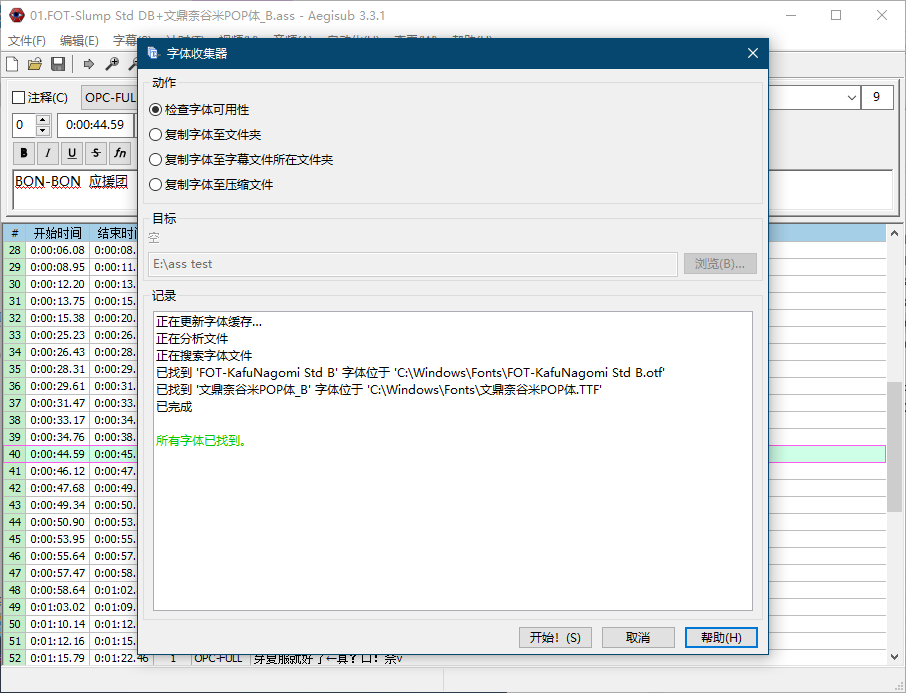 01.FOT-Slump Std DB+文鼎奈谷米POP体_B.ass - Aegisub 3.3.1
文件(F) 编辑(E) 字幕
字体收集器
注释(C) OPC-FULL 9
0 0:00:44.59
B I U S fn
BON-BON 应援团
动作
检查字体可用性
复制字体至文件夹
复制字体至字幕文件所在文件夹
复制字体至压缩文件
目标
空
E:\ass test 浏览(B)...
记录
正在更新字体缓存...
正在分析文件
正在搜索字体文件
已找到 'FOT-KafuNagomi Std B' 字体位于 'C:\Windows\Fonts\FOT-KafuNagomi Std B.otf'
已找到 '文鼎奈谷米POP体_B' 字体位于 'C:\Windows\Fonts\文鼎奈谷米POP体.TTF'
已完成
所有字体已找到。
开始！(S) 取消 帮助(H)
# 开始时间 结束时间
28 0:00:06.08 0:00:08.
29 0:00:08.95 0:00:11.
30 0:00:12.20 0:00:13.
31 0:00:13.75 0:00:15.
32 0:00:15.38 0:00:20.
33 0:00:25.23 0:00:26.
34 0:00:26.43 0:00:28.
35 0:00:28.31 0:00:29.
36 0:00:29.61 0:00:31.
37 0:00:31.47 0:00:33.
38 0:00:33.17 0:00:34.
39 0:00:34.76 0:00:38.
40 0:00:44.59 0:00:45.
41 0:00:46.12 0:00:47.
42 0:00:47.68 0:00:49.
43 0:00:49.34 0:00:50.
44 0:00:50.90 0:00:53.
45 0:00:53.95 0:00:55.
46 0:00:55.64 0:00:57.
47 0:00:57.47 0:00:58.
48 0:00:58.64 0:01:02.
49 0:01:03.02 0:01:09.
50 0:01:10.14 0:01:12.
51 0:01:12.16 0:01:15.
52 0:01:15.79 0:01:22.46 1 OPC-FULL